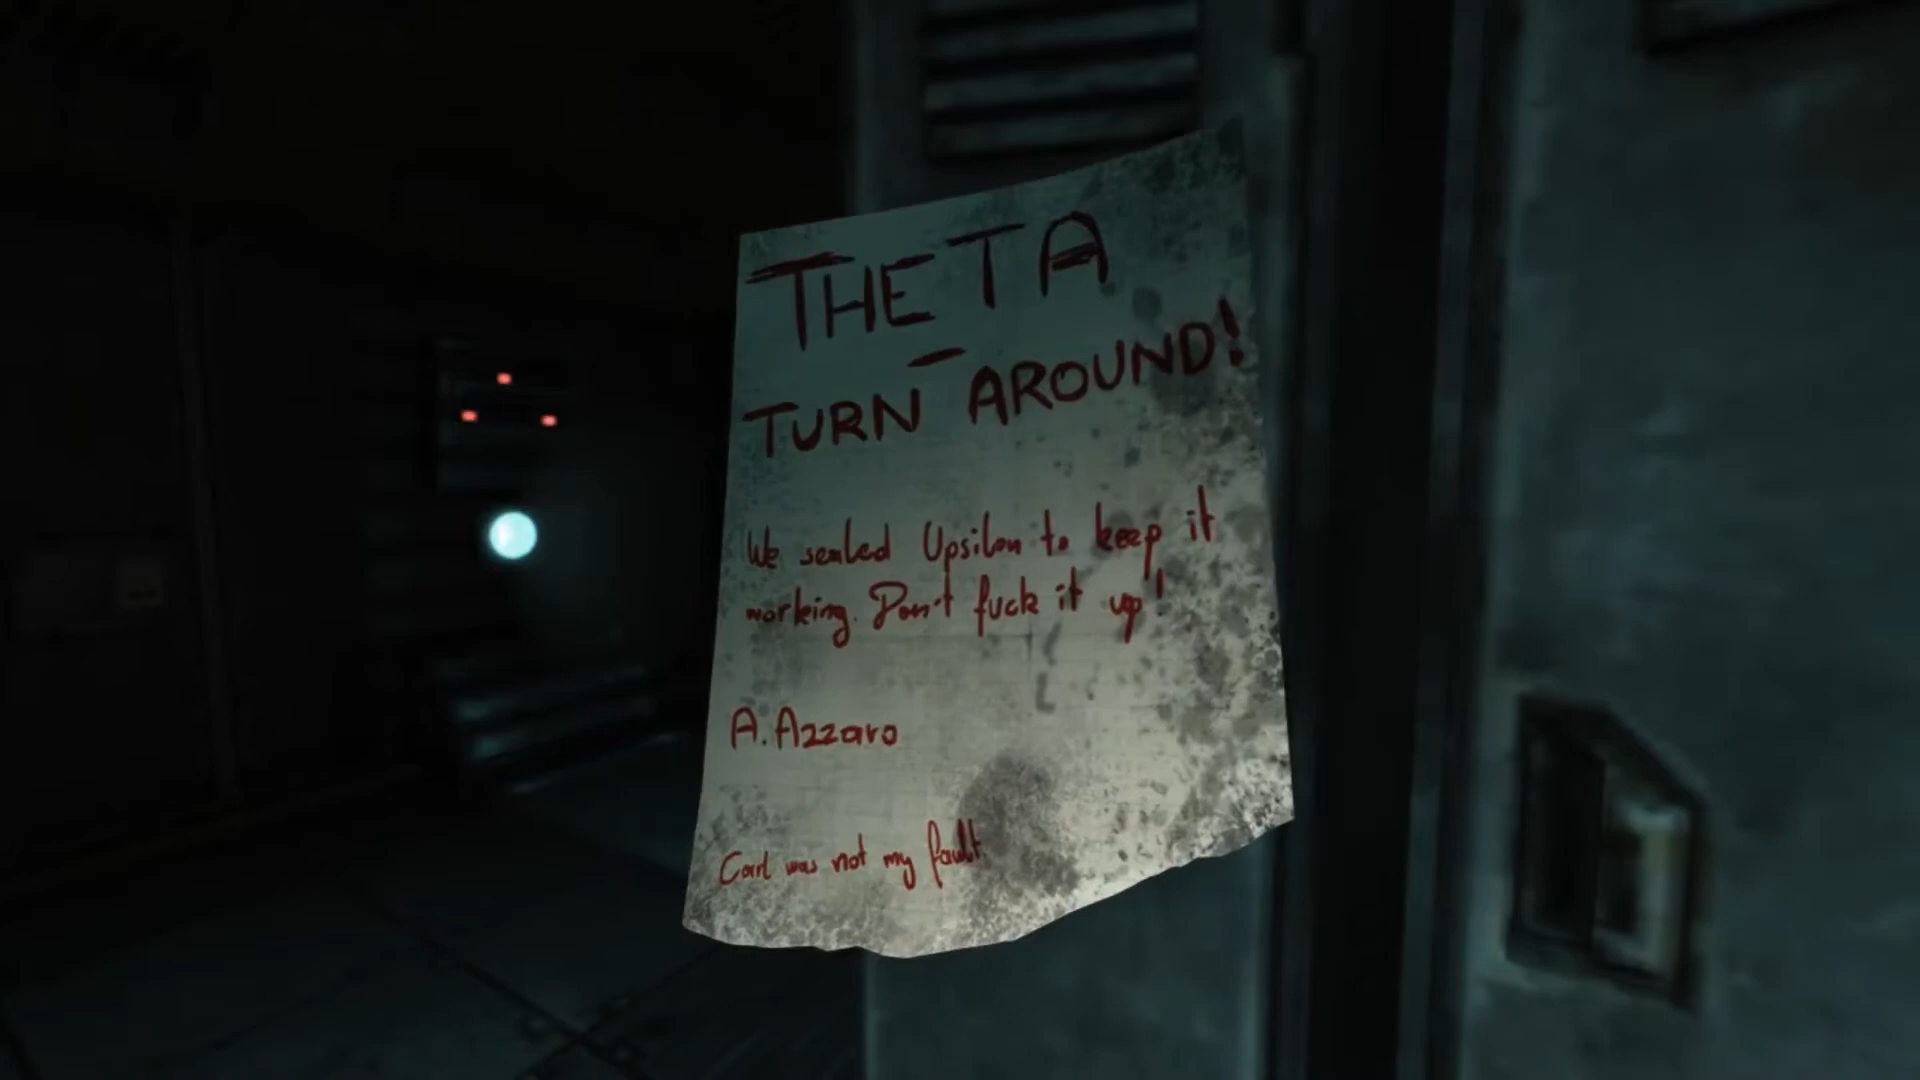 THETA
-
TURN AROUND!
We sealed Upsilon to keep it
working. Don't fuck it up!
A. Azzaro
Carl was not my fault.